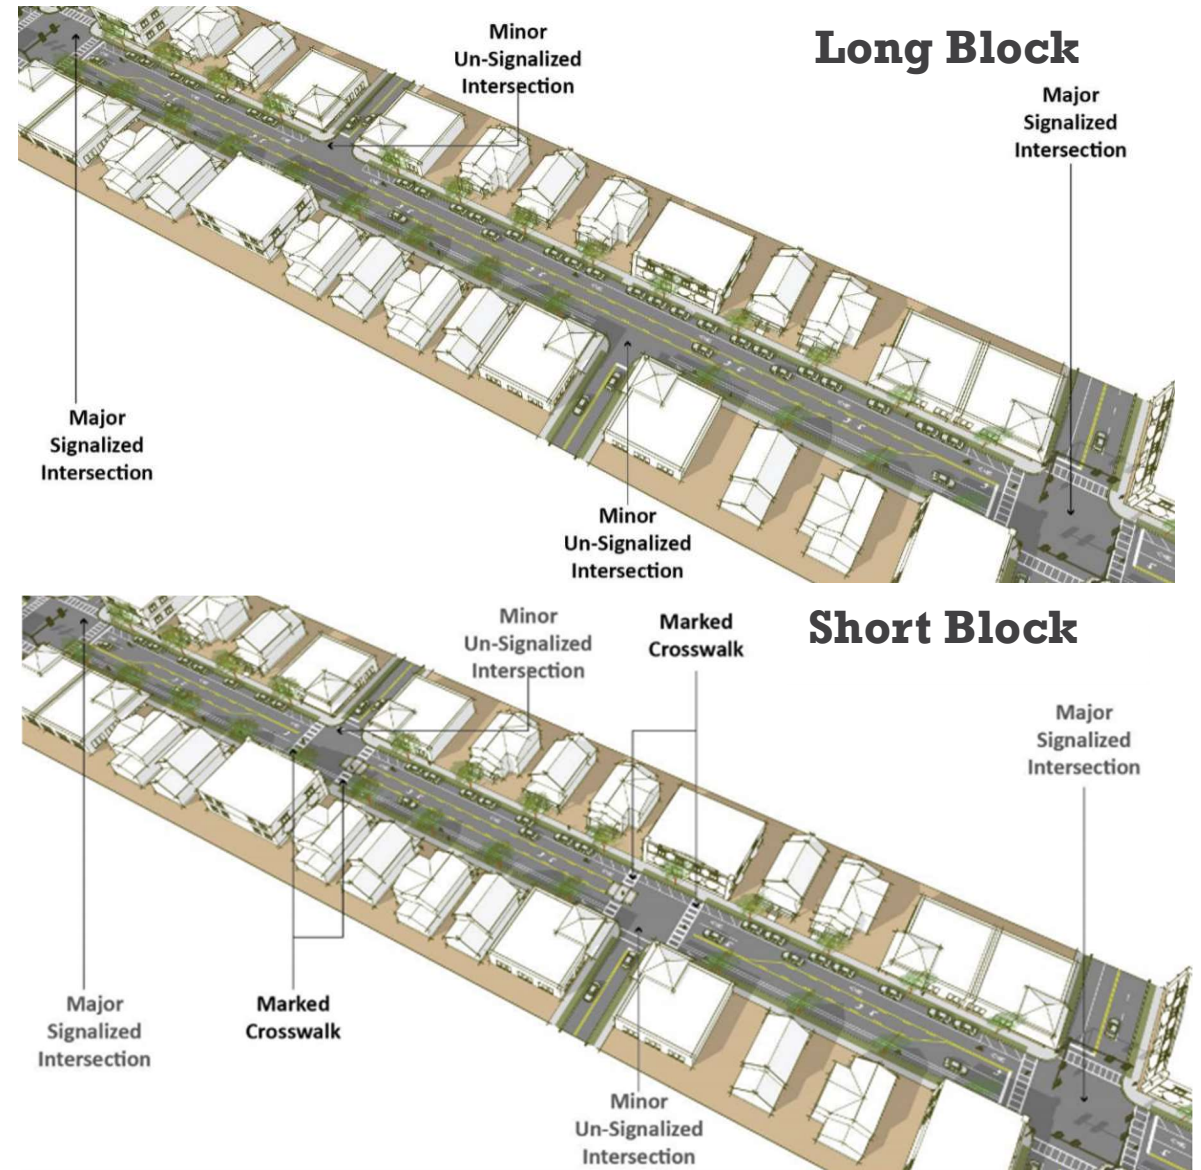 Long Block
Minor
Un-Signalized
Intersection
Major
Signalized
Intersection
Major
Signalized
Intersection
Minor
Un-Signalized
Intersection
Short Block
Minor
Un-Signalized
Intersection
Marked
Crosswalk
Major
Signalized
Intersection
Major
Signalized
Intersection
Marked
Crosswalk
Minor
Un-Signalized
Intersection